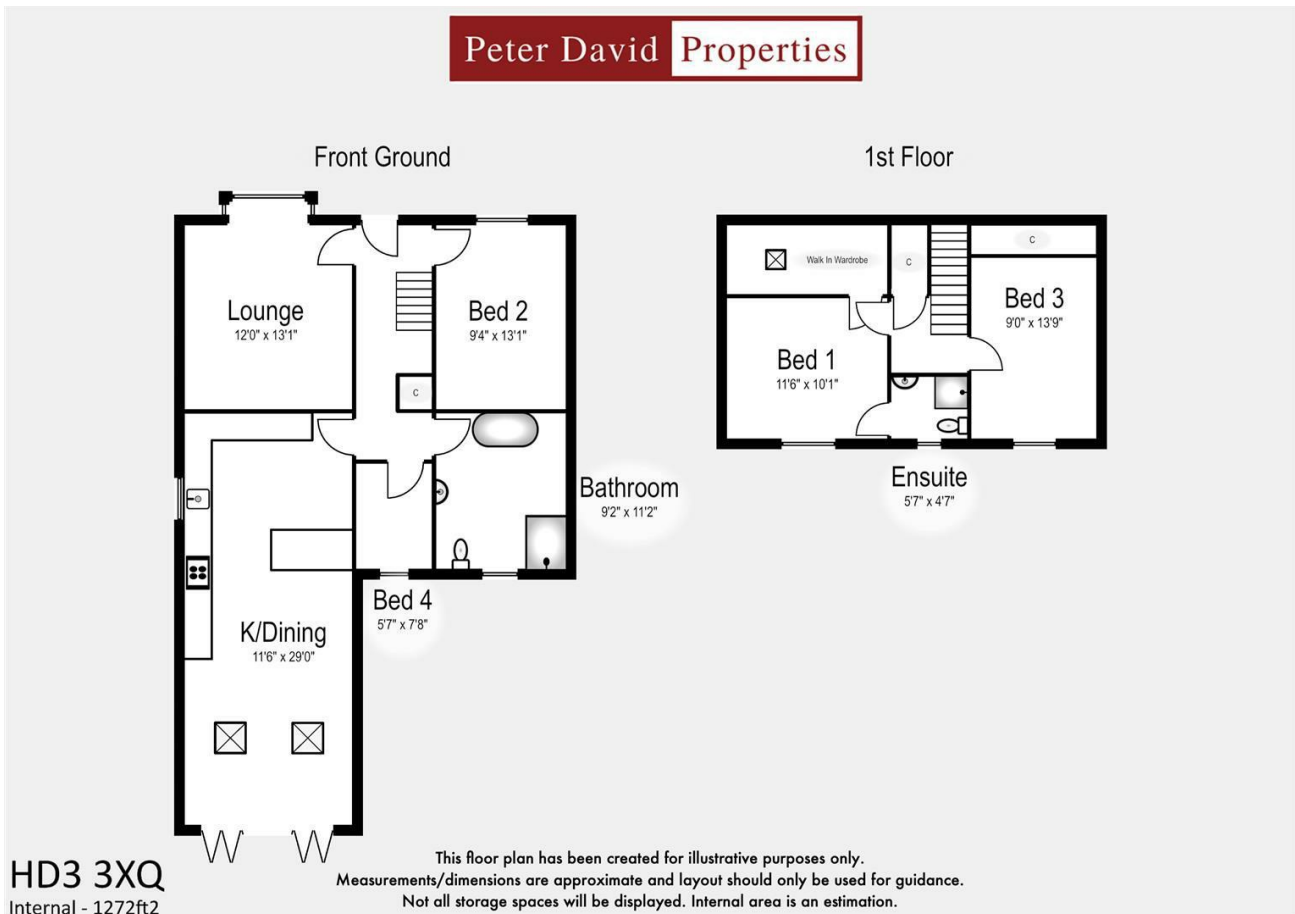 Peter David Properties
Front Ground
1st Floor
Lounge
12'0" x 13'1"
Bed 2
9'4" x 13'1"
C
Bathroom
9'2" x 11'2"
Bed 4
5'7" x 7'8"
K/Dining
11'6" x 29'0"
Walk In Wardrobe
C
C
Bed 3
9'0" x 13'9"
Bed 1
11'6" x 10'1"
Ensuite
5'7" x 4'7"
HD3 3XQ
Internal - 1272ft2
This floor plan has been created for illustrative purposes only.
Measurements/dimensions are approximate and layout should only be used for guidance.
Not all storage spaces will be displayed. Internal area is an estimation.